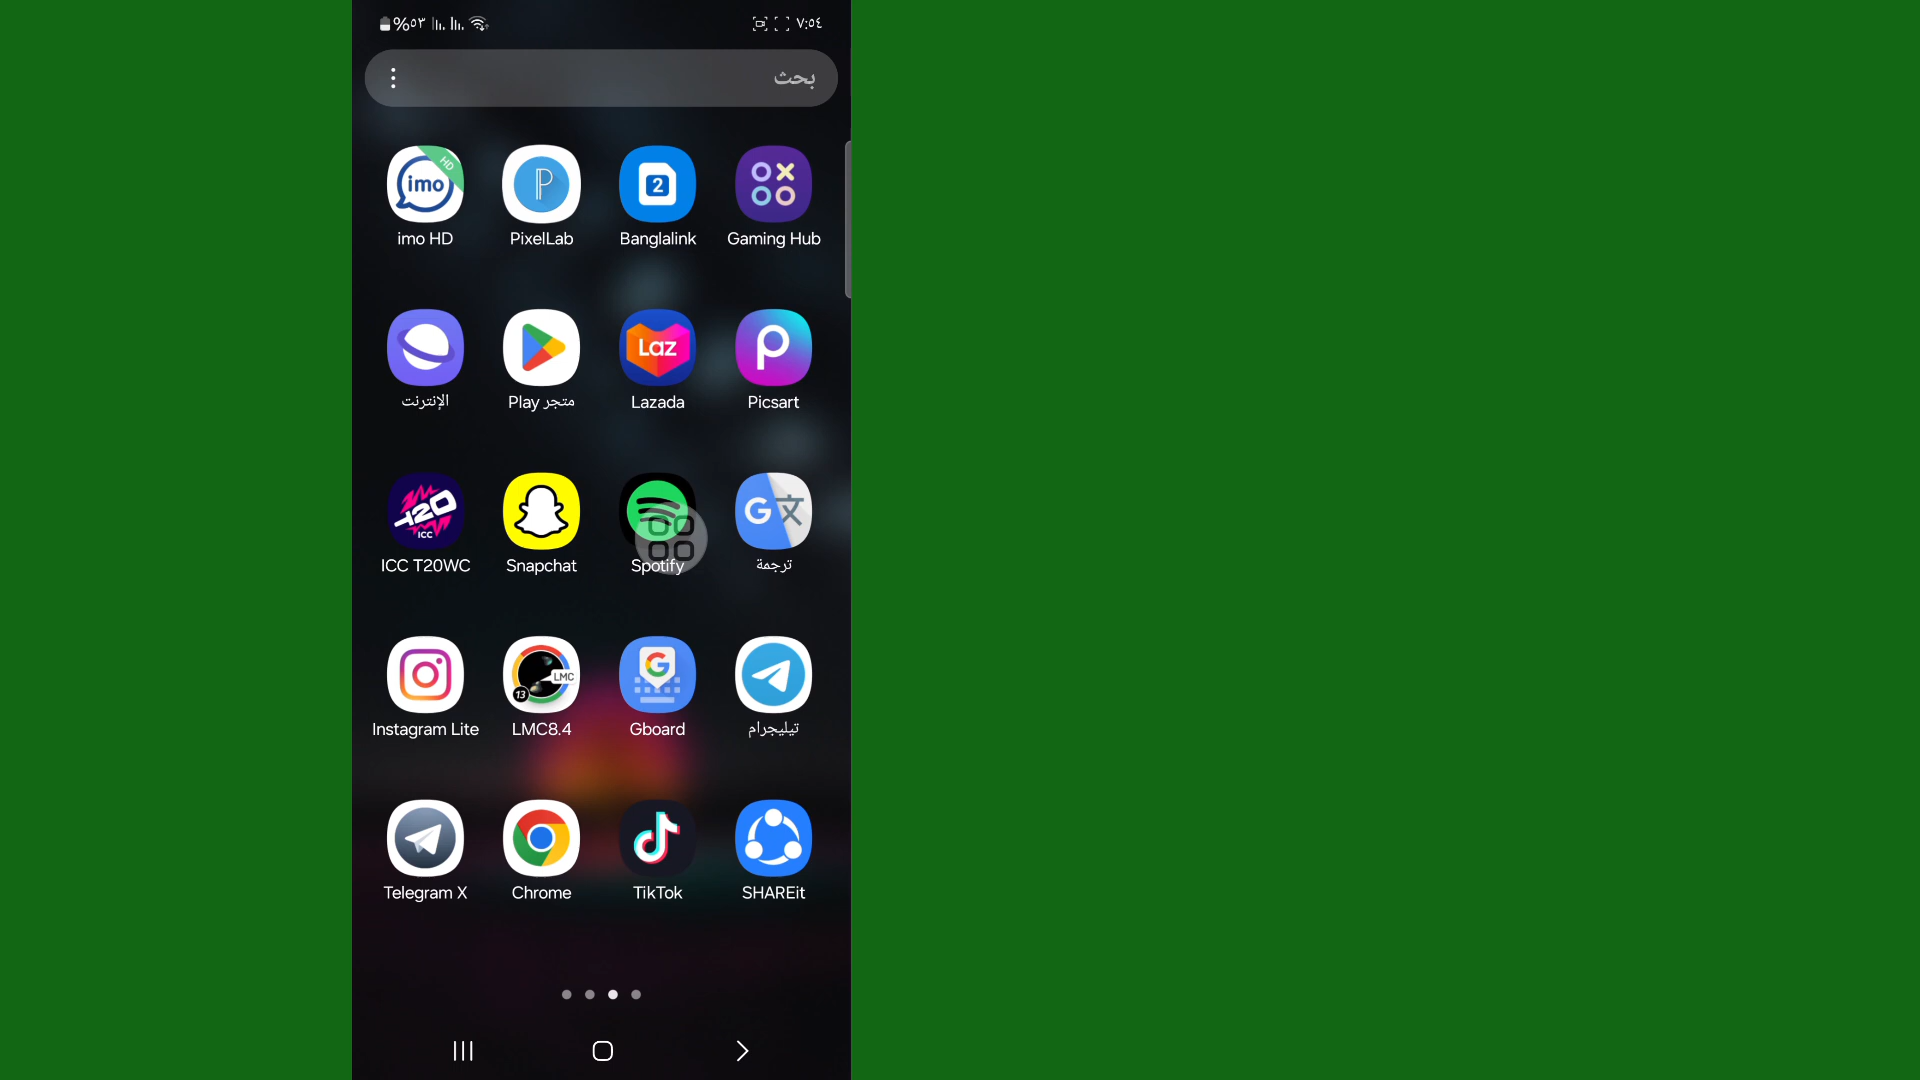 %٥٣ ٧:٥٤
بحث
imo HD PixelLab Banglalink Gaming Hub
الإنترنت متجر Play Lazada Picsart
ICC T20WC Snapchat Spotify ترجمة
Instagram Lite LMC8.4 Gboard تيليجرام
Telegram X Chrome TikTok SHAREit